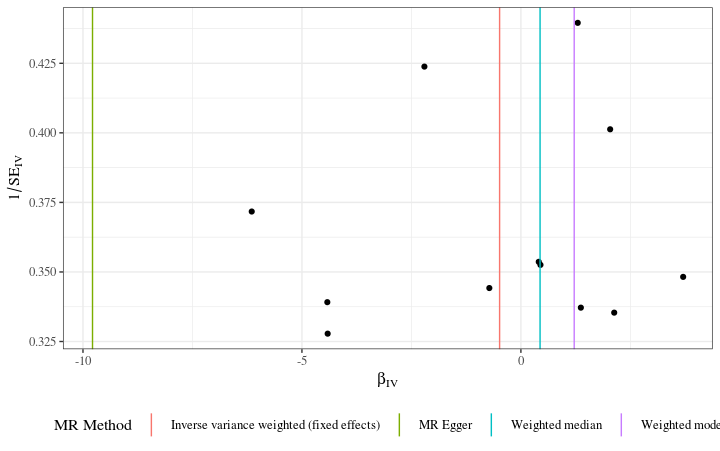 0.425
0.400
0.375
0.350
0.325
1/SE_IV
-10 -5 0
β_IV
MR Method Inverse variance weighted (fixed effects) MR Egger Weighted median Weighted mode